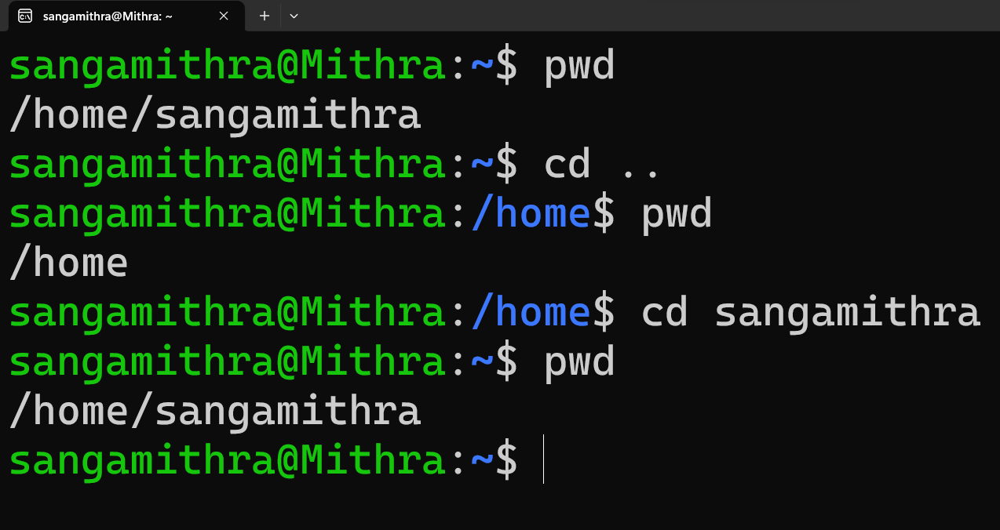 sangamithra@Mithra: ~
sangamithra@Mithra:~$ pwd
/home/sangamithra
sangamithra@Mithra:~$ cd ..
sangamithra@Mithra:/home$ pwd
/home
sangamithra@Mithra:/home$ cd sangamithra
sangamithra@Mithra:~$ pwd
/home/sangamithra
sangamithra@Mithra:~$